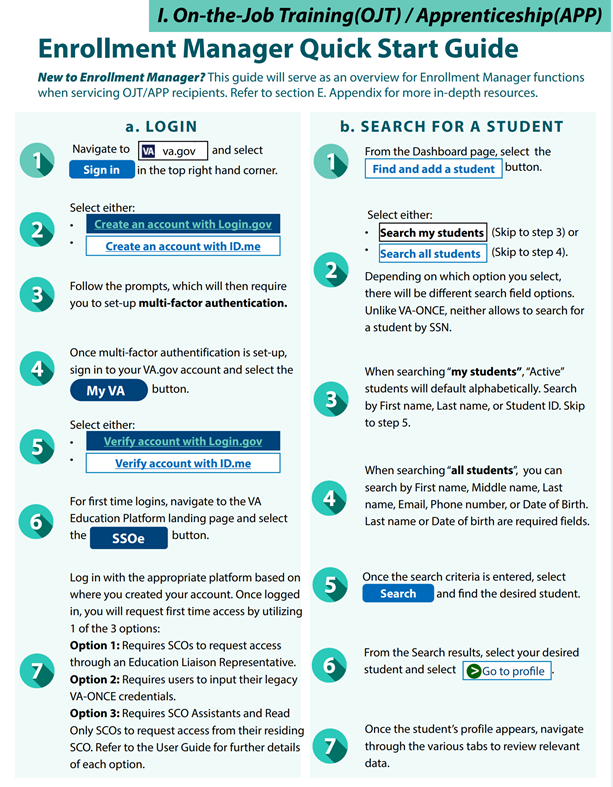 I. On-the-Job Training(OJT) / Apprenticeship(APP)
Enrollment Manager Quick Start Guide
New to Enrollment Manager? This guide will serve as an overview for Enrollment Manager functions
when servicing OJT/APP recipients. Refer to section E. Appendix for more in-depth resources.
a. LOGIN
1
Navigate to VA va.gov and select
Sign in in the top right hand corner.
2
Select either:
• Create an account with Login.gov
• Create an account with ID.me
3
Follow the prompts, which will then require
you to set-up multi-factor authentication.
4
Once multi-factor authentification is set-up,
sign in to your VA.gov account and select the
My VA button.
5
Select either:
• Verify account with Login.gov
• Verify account with ID.me
6
For first time logins, navigate to the VA
Education Platform landing page and select
the SSOe button.
7
Log in with the appropriate platform based on
where you created your account. Once logged
in, you will request first time access by utilizing
1 of the 3 options:
Option 1: Requires SCOs to request access
through an Education Liaison Representative.
Option 2: Requires users to input their legacy
VA-ONCE credentials.
Option 3: Requires SCO Assistants and Read
Only SCOs to request access from their residing
SCO. Refer to the User Guide for further details
of each option.
b. SEARCH FOR A STUDENT
1
From the Dashboard page, select the
Find and add a student button.
2
Select either:
• Search my students (Skip to step 3) or
• Search all students (Skip to step 4).
Depending on which option you select,
there will be different search field options.
Unlike VA-ONCE, neither allows to search for
a student by SSN.
3
When searching "my students", "Active"
students will default alphabetically. Search
by First name, Last name, or Student ID. Skip
to step 5.
4
When searching "all students", you can
search by First name, Middle name, Last
name, Email, Phone number, or Date of Birth.
Last name or Date of birth are required fields.
5
Once the search criteria is entered, select
Search and find the desired student.
6
From the Search results, select your desired
student and select > Go to profile.
7
Once the student's profile appears, navigate
through the various tabs to review relevant
data.